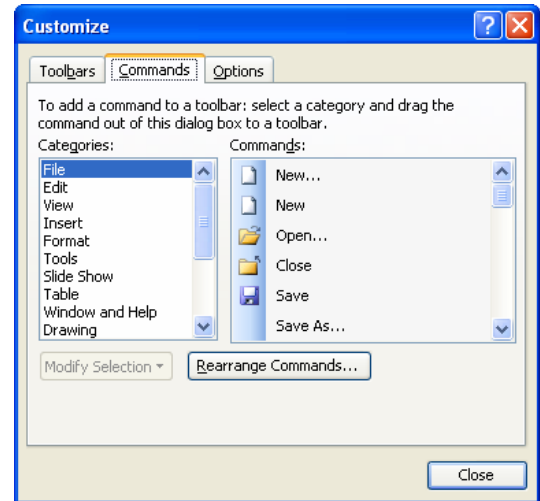 Customize
Toolbars
Commands
Options
To add a command to a toolbar: select a category and drag the
command out of this dialog box to a toolbar.
Categories:
File
Edit
View
Insert
Format
Tools
Slide Show
Table
Window and Help
Drawing
Commands:
New...
New
Open...
Close
Save
Save As...
Modify Selection
Rearrange Commands...
Close